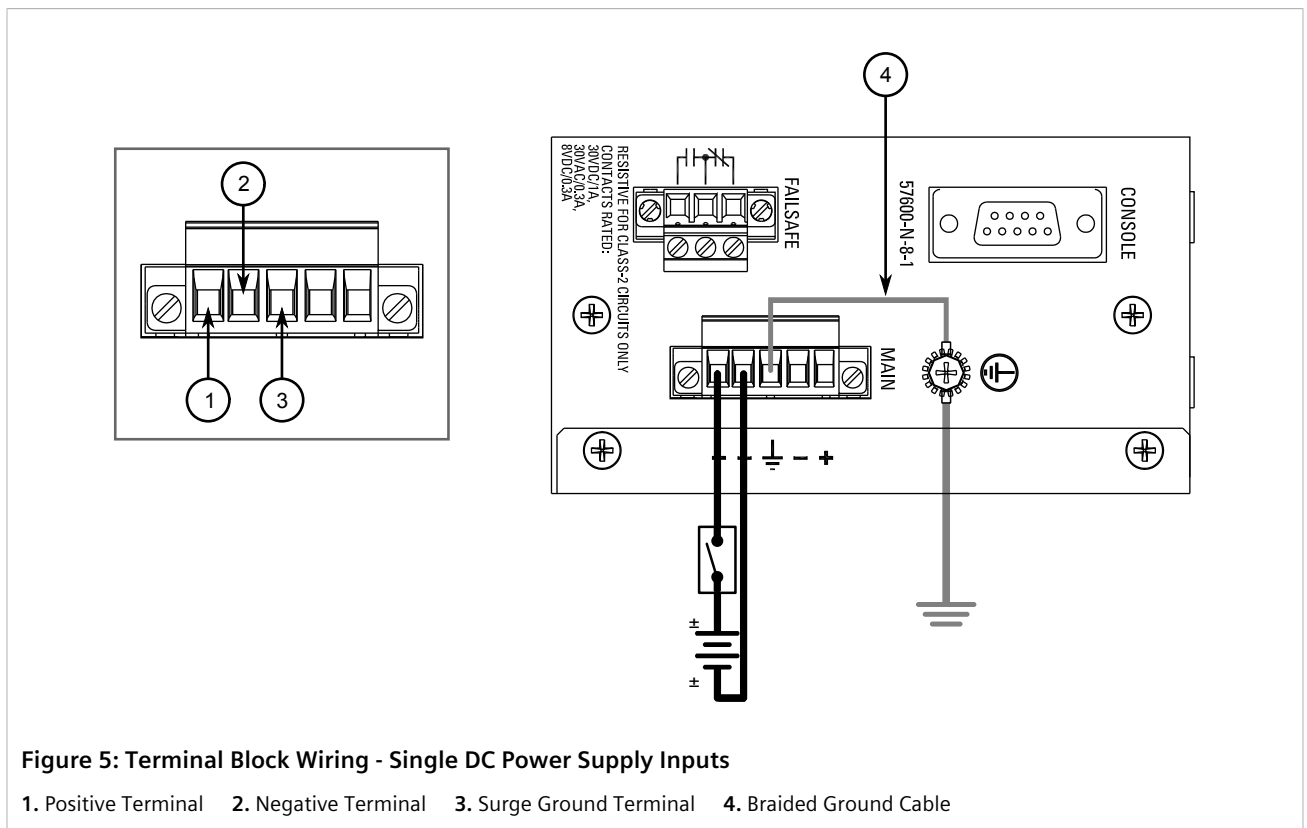 2
1
3
4
RESISTIVE FOR CLASS-2 CIRCUITS ONLY
CONTACTS RATED:
30VDC/1A,
30VAC/0.3A,
8VDC/0.3A
FAILSAFE
57600-N-8-1
CONSOLE
MAIN
+ − − +
±
±
Figure 5: Terminal Block Wiring - Single DC Power Supply Inputs
1. Positive Terminal 2. Negative Terminal 3. Surge Ground Terminal 4. Braided Ground Cable